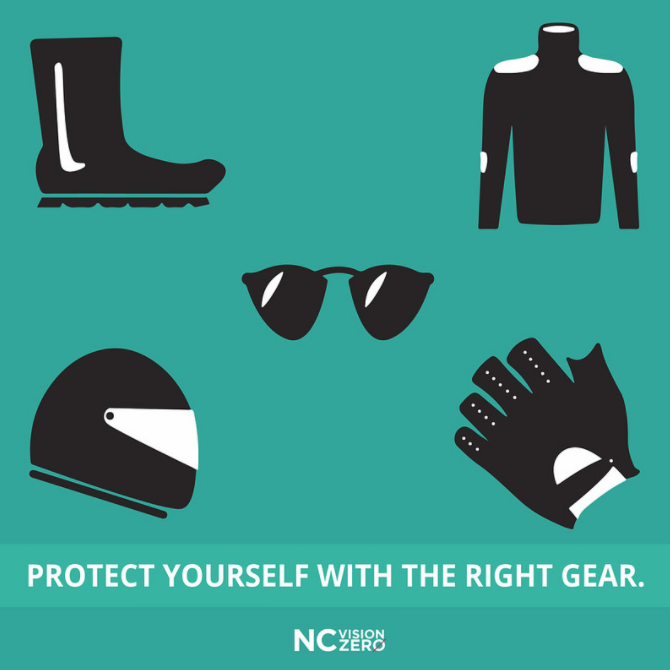 PROTECT YOURSELF WITH THE RIGHT GEAR.
NC VISION
ZERO